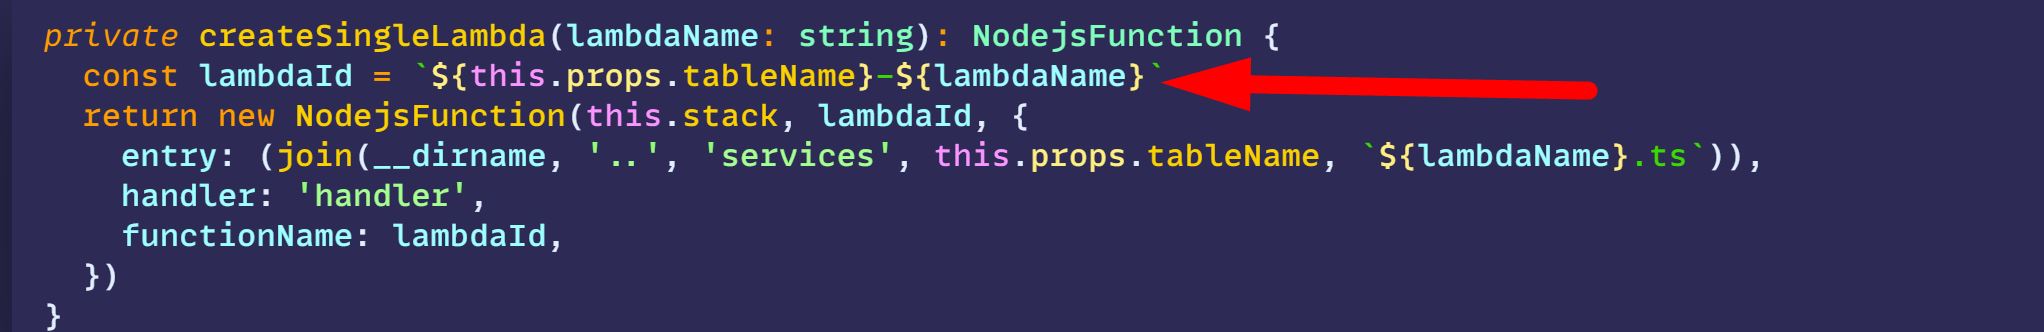 private createSingleLambda(lambdaName: string): NodejsFunction {
const lambdaId = `${this.props.tableName}-${lambdaName}`
return new NodejsFunction(this.stack, lambdaId, {
entry: (join(__dirname, '..', 'services', this.props.tableName, `${lambdaName}.ts`)),
handler: 'handler',
functionName: lambdaId,
})
}